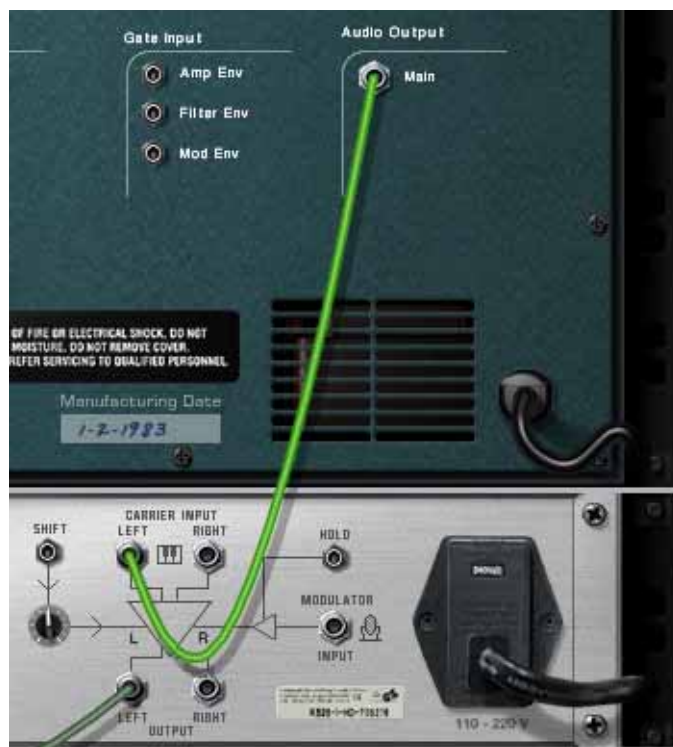 Gate Input
Amp Env
Filter Env
Mod Env
Audio Output
Main
OF FIRE OR ELECTRICAL SHOCK, DO NOT
MOISTURE. DO NOT REMOVE COVER.
REFER SERVICING TO QUALIFIED PERSONNEL.
Manufacturing Date
1-2-1983
SHIFT
CARRIER INPUT
LEFT
RIGHT
HOLD
MODULATOR
INPUT
L
R
LEFT
RIGHT
OUTPUT
110 - 220 V